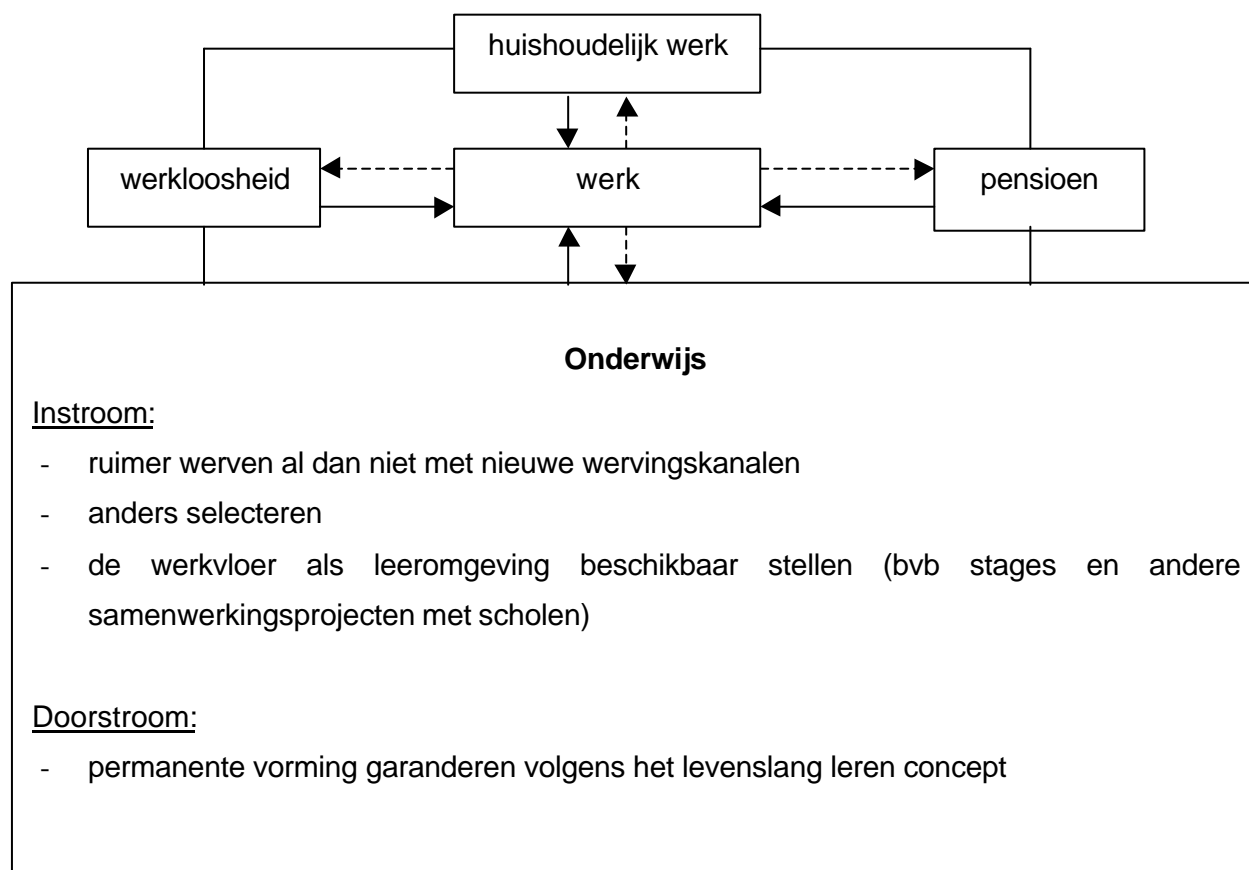 huishoudelijk werk
werkloosheid
werk
pensioen
Onderwijs
Instroom:
- ruimer werven al dan niet met nieuwe wervingskanalen
- anders selecteren
- de werkvloer als leeromgeving beschikbaar stellen (bvb stages en andere
samenwerkingsprojecten met scholen)
Doorstroom:
- permanente vorming garanderen volgens het levenslang leren concept